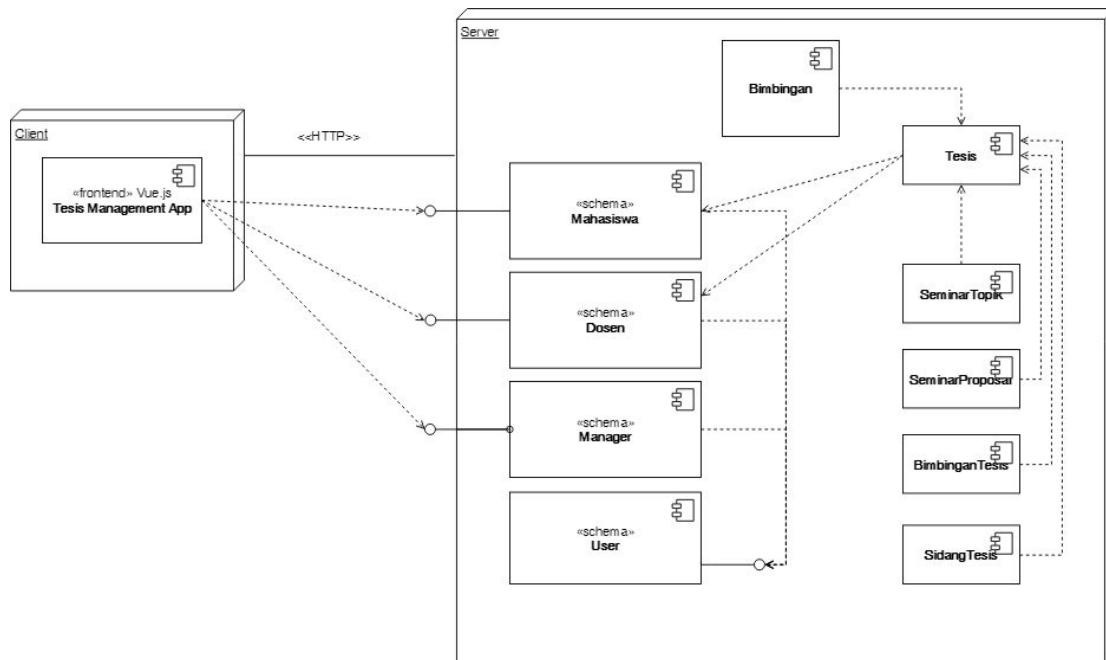 Server
Bimbingan
Client
<<HTTP>>
Tesis
«frontend» Vue.js
Tesis Management App
«schema»
Mahasiswa
«schema»
Dosen
SeminarTopik
SeminarProposal
«schema»
Manager
BimbinganTesis
«schema»
User
SidangTesis